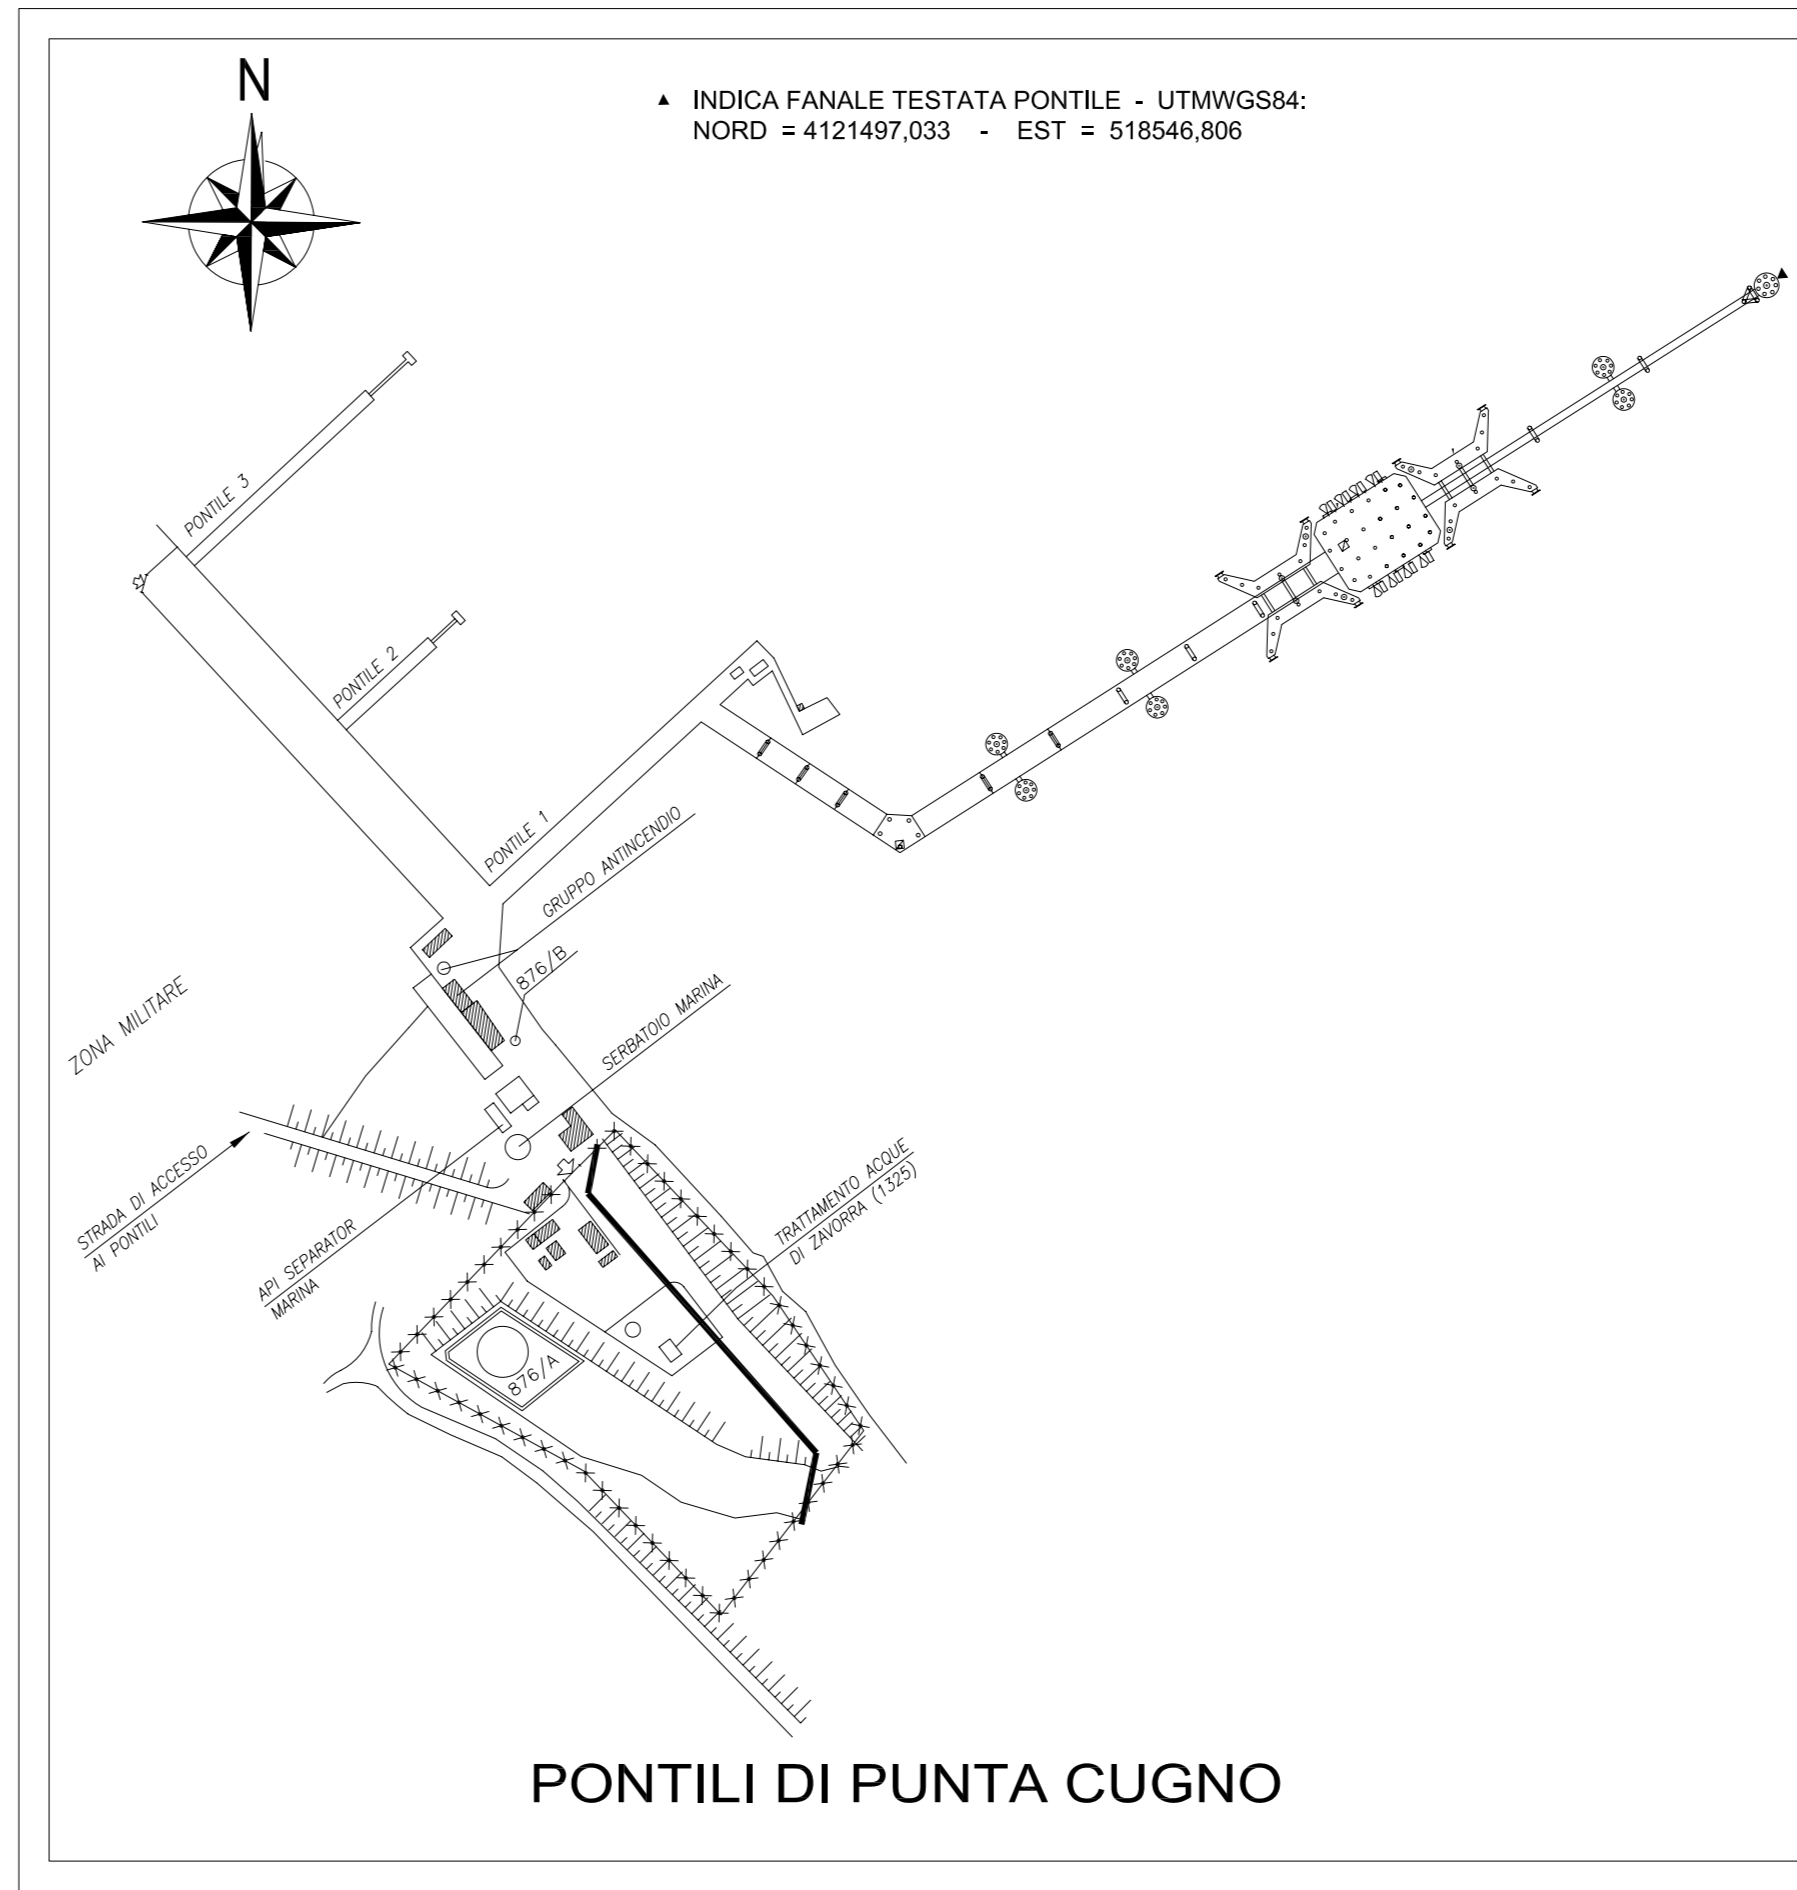 N
▲ INDICA FANALE TESTATA PONTILE - UTMWGS84:
NORD = 4121497,033 - EST = 518546,806
PONTILE 3
PONTILE 2
PONTILE 1
GRUPPO ANTINCENDIO
876/B
ZONA MILITARE
SERBATOIO MARINA
STRADA DI ACCESSO
AI PONTILI
API SEPARATOR
MARINA
TRATTAMENTO ACQUE
DI ZAVORRA (1325)
876/A
PONTILI DI PUNTA CUGNO